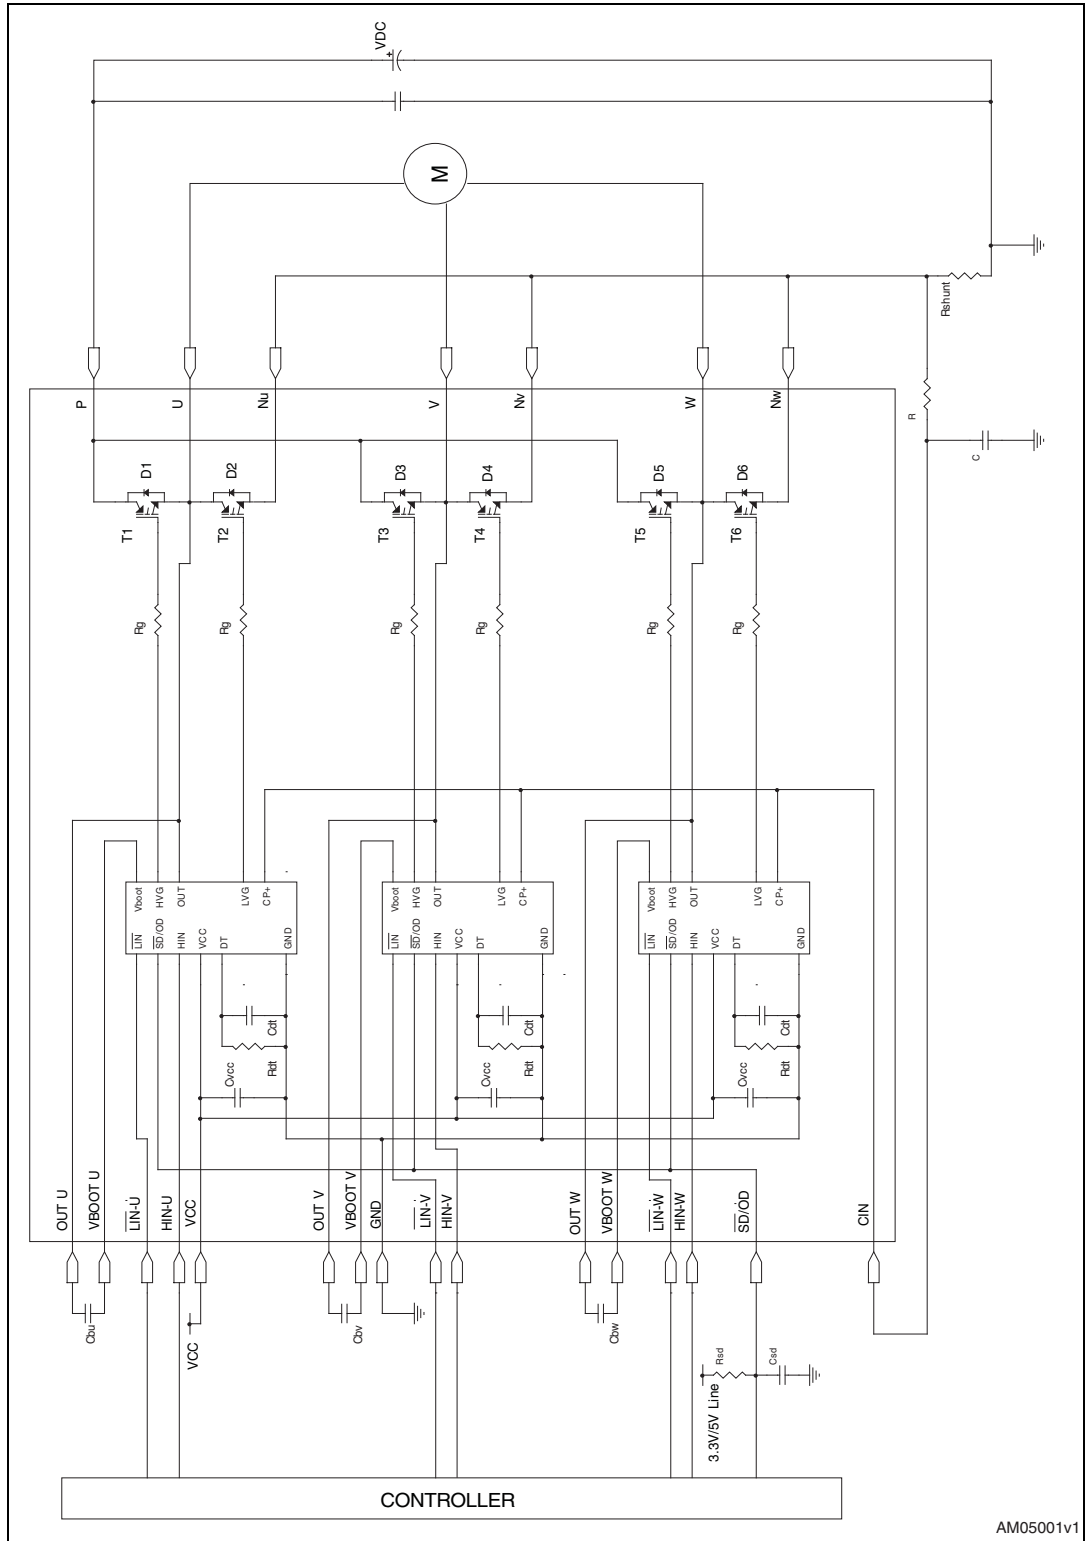 VDC
M
Rshunt
P
U
Nu
V
Nv
W
Nw
R
C
D1
D2
D3
D4
D5
D6
T1
T2
T3
T4
T5
T6
Rg
Rg
Rg
Rg
Rg
Rg
Vboot
HVG
OUT
LVG
CP+
LIN
SD/OD
HIN
VCC
DT
GND
Vboot
HVG
OUT
LVG
CP+
LIN
SD/OD
HIN
VCC
DT
GND
Vboot
HVG
OUT
LVG
CP+
LIN
SD/OD
HIN
VCC
DT
GND
Cvcc
Rdt
Cdt
Cvcc
Rdt
Cdt
Cvcc
Rdt
Cdt
OUT U
VBOOT U
LIN-U
HIN-U
VCC
OUT V
VBOOT V
GND
LIN-V
HIN-V
OUT W
VBOOT W
LIN-W
HIN-W
SD/OD
CIN
Cbu
VCC
Cbv
Cbw
Rsd
Csd
3.3V/5V Line
CONTROLLER
AM05001v1